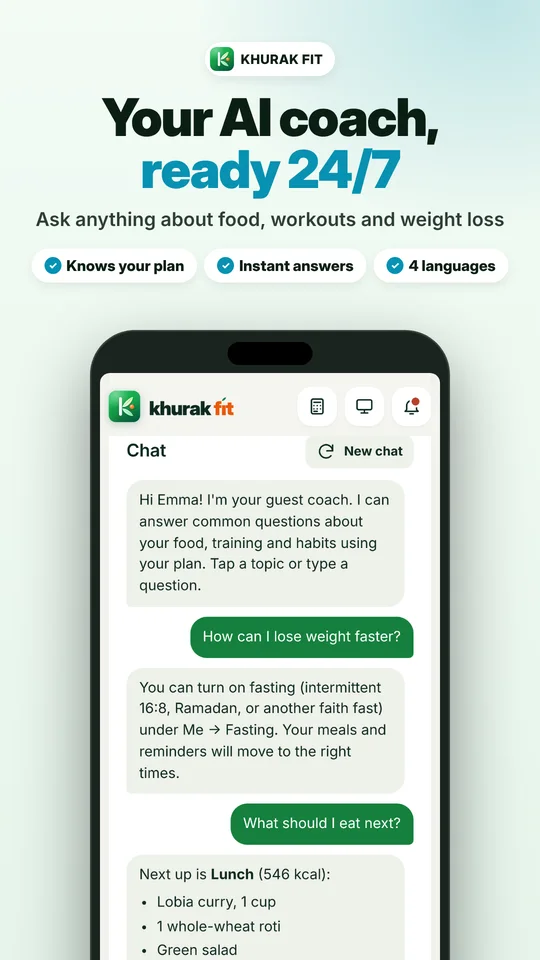 KHURAK FIT
Your AI coach,
ready 24/7
Ask anything about food, workouts and weight loss
Knows your plan
Instant answers
4 languages
khurak fit
Chat
New chat
Hi Emma! I'm your guest coach. I can
answer common questions about
your food, training and habits using
your plan. Tap a topic or type a
question.
How can I lose weight faster?
You can turn on fasting (intermittent
16:8, Ramadan, or another faith fast)
under Me → Fasting. Your meals and
reminders will move to the right
times.
What should I eat next?
Next up is Lunch (546 kcal):
• Lobia curry, 1 cup
• 1 whole-wheat roti
• Green salad